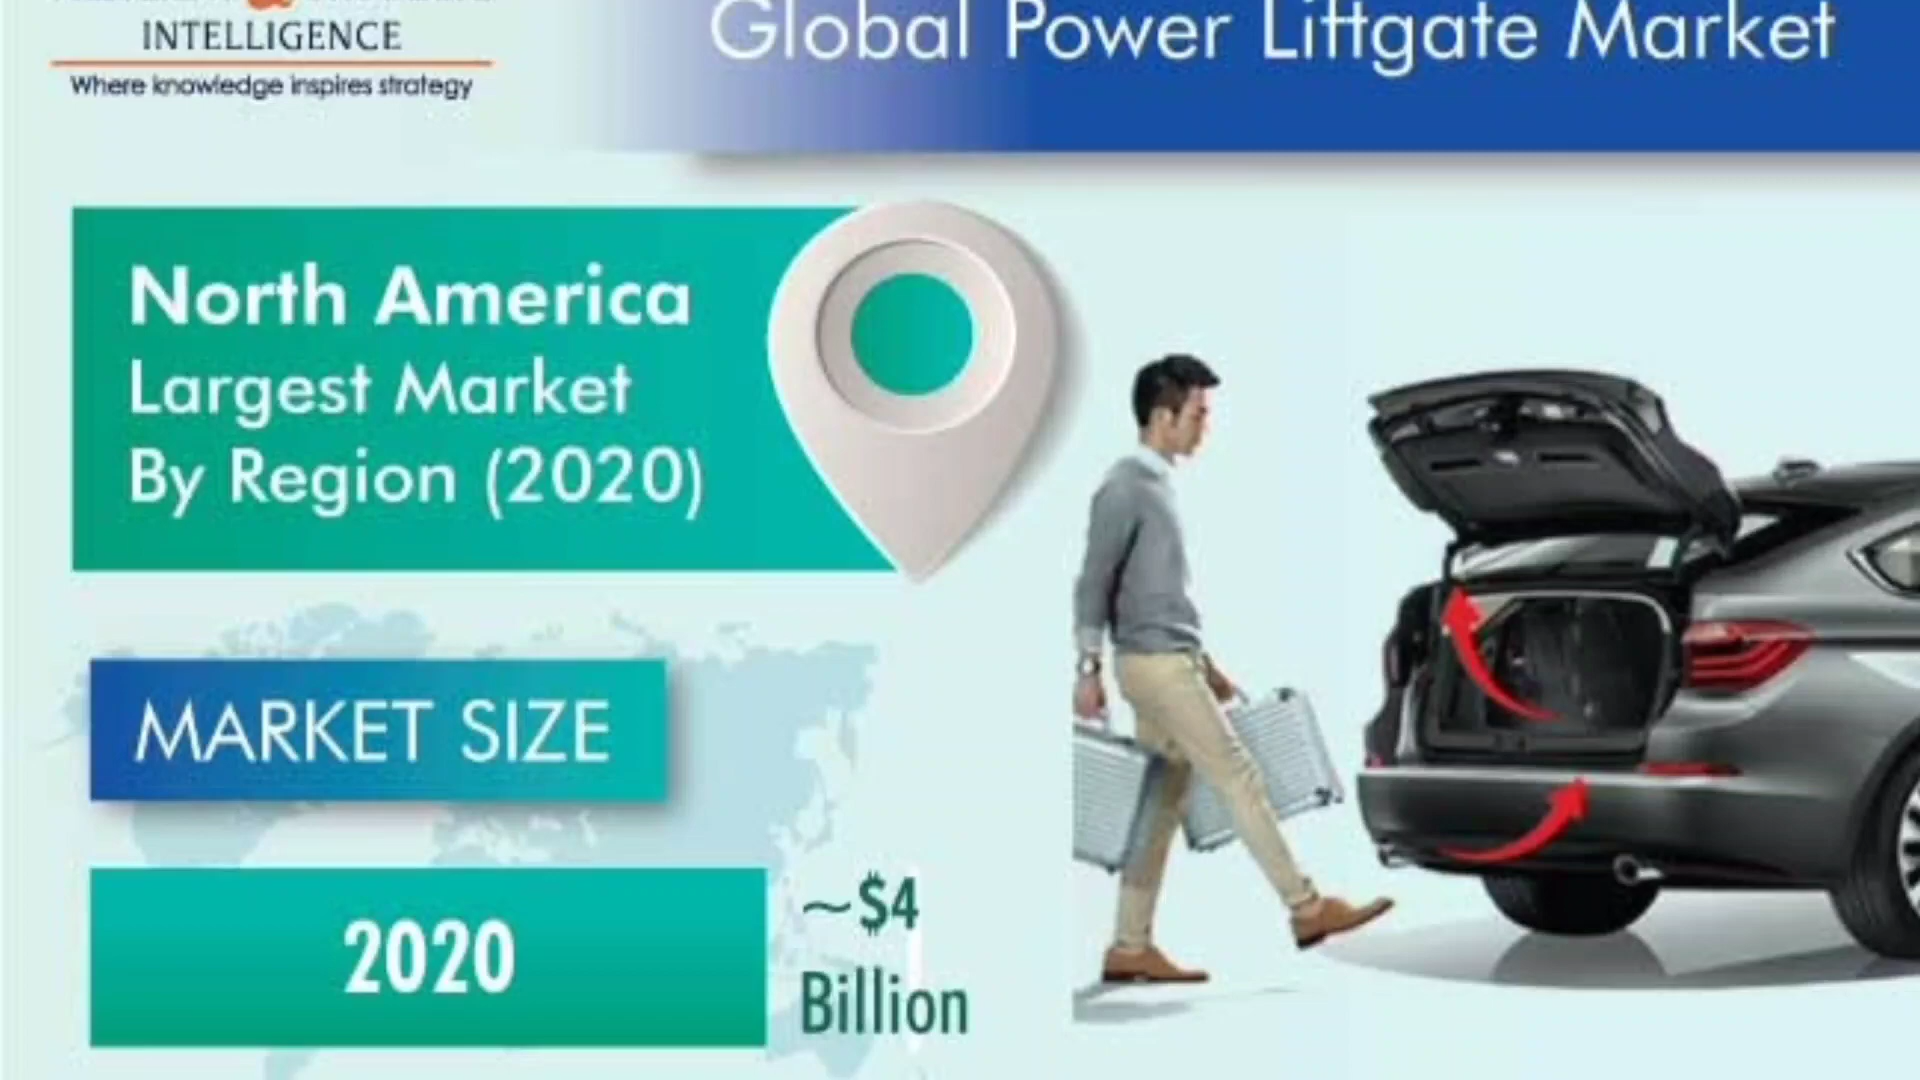 INTELLIGENCE
Where knowledge inspires strategy
Global Power Liftgate Market
North America
Largest Market
By Region (2020)
MARKET SIZE
2020
~$4
Billion